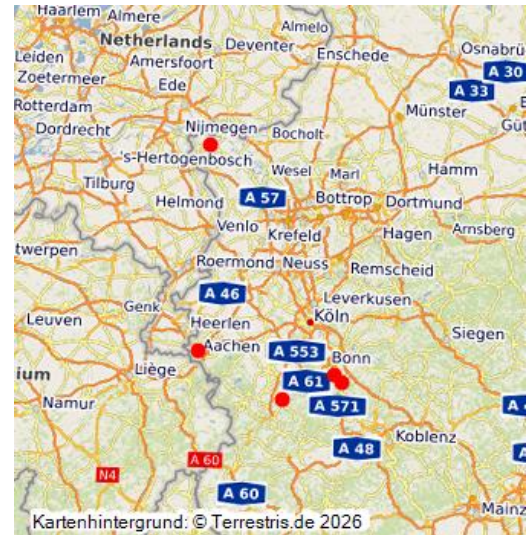 Haarlem Almere
Almelo
Netherlands
Deventer
Osnabrü
Leiden
Amersfoort
Enschede
A 30
Zoetermeer
Ede
A 33
Rotterdam
Münster
Güt
Dordrecht
Nijmegen
Bocholt
's-Hertogenbosch
Hamm
Wesel
Marl
Tilburg
A 57
Bottrop
Dortmund
Helmond
Venlo
Krefeld
Hagen
Arnsberg
twerpen
Roermond
Neuss
Remscheid
A 46
Leverkusen
Genk
Heerlen
Köln
Leuven
Siegen
Aachen
A 553
Bonn
Liège
A 61
ium
A 571
A 4
Namur
Koblenz
A 48
A 60
N4
A
A 60
Mainz
Kartenhintergrund: © Terrestris.de 2026